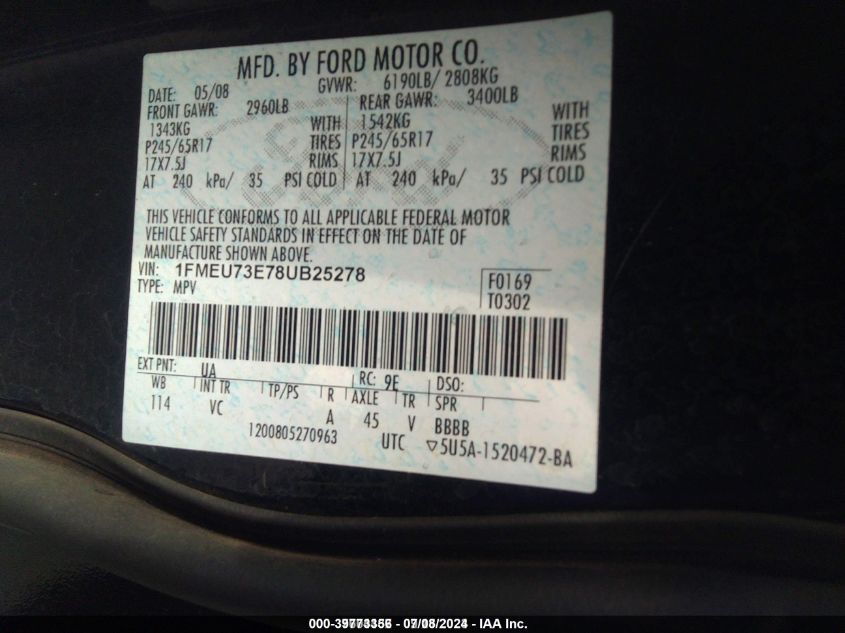 MFD. BY FORD MOTOR CO.
DATE: 05/08 GVWR: 6190LB/ 2808KG
FRONT GAWR: 2960LB REAR GAWR: 3400LB
1343KG WITH 1542KG WITH
P245/65R17 TIRES P245/65R17 TIRES
17X7.5J RIMS 17X7.5J RIMS
AT 240 kPa/ 35 PSI COLD AT 240 kPa/ 35 PSI COLD
THIS VEHICLE CONFORMS TO ALL APPLICABLE FEDERAL MOTOR
VEHICLE SAFETY STANDARDS IN EFFECT ON THE DATE OF
MANUFACTURE SHOWN ABOVE.
VIN: 1FMEU73E78UB25278 F0169
TYPE: MPV T0302
EXT PNT: UA RC: 9E DSO:
WB INT TR TP/PS R AXLE TR SPR
114 VC A 45 V BBBB
1200805270963 UTC ▽5U5A-1520472-BA
- IAA Inc.